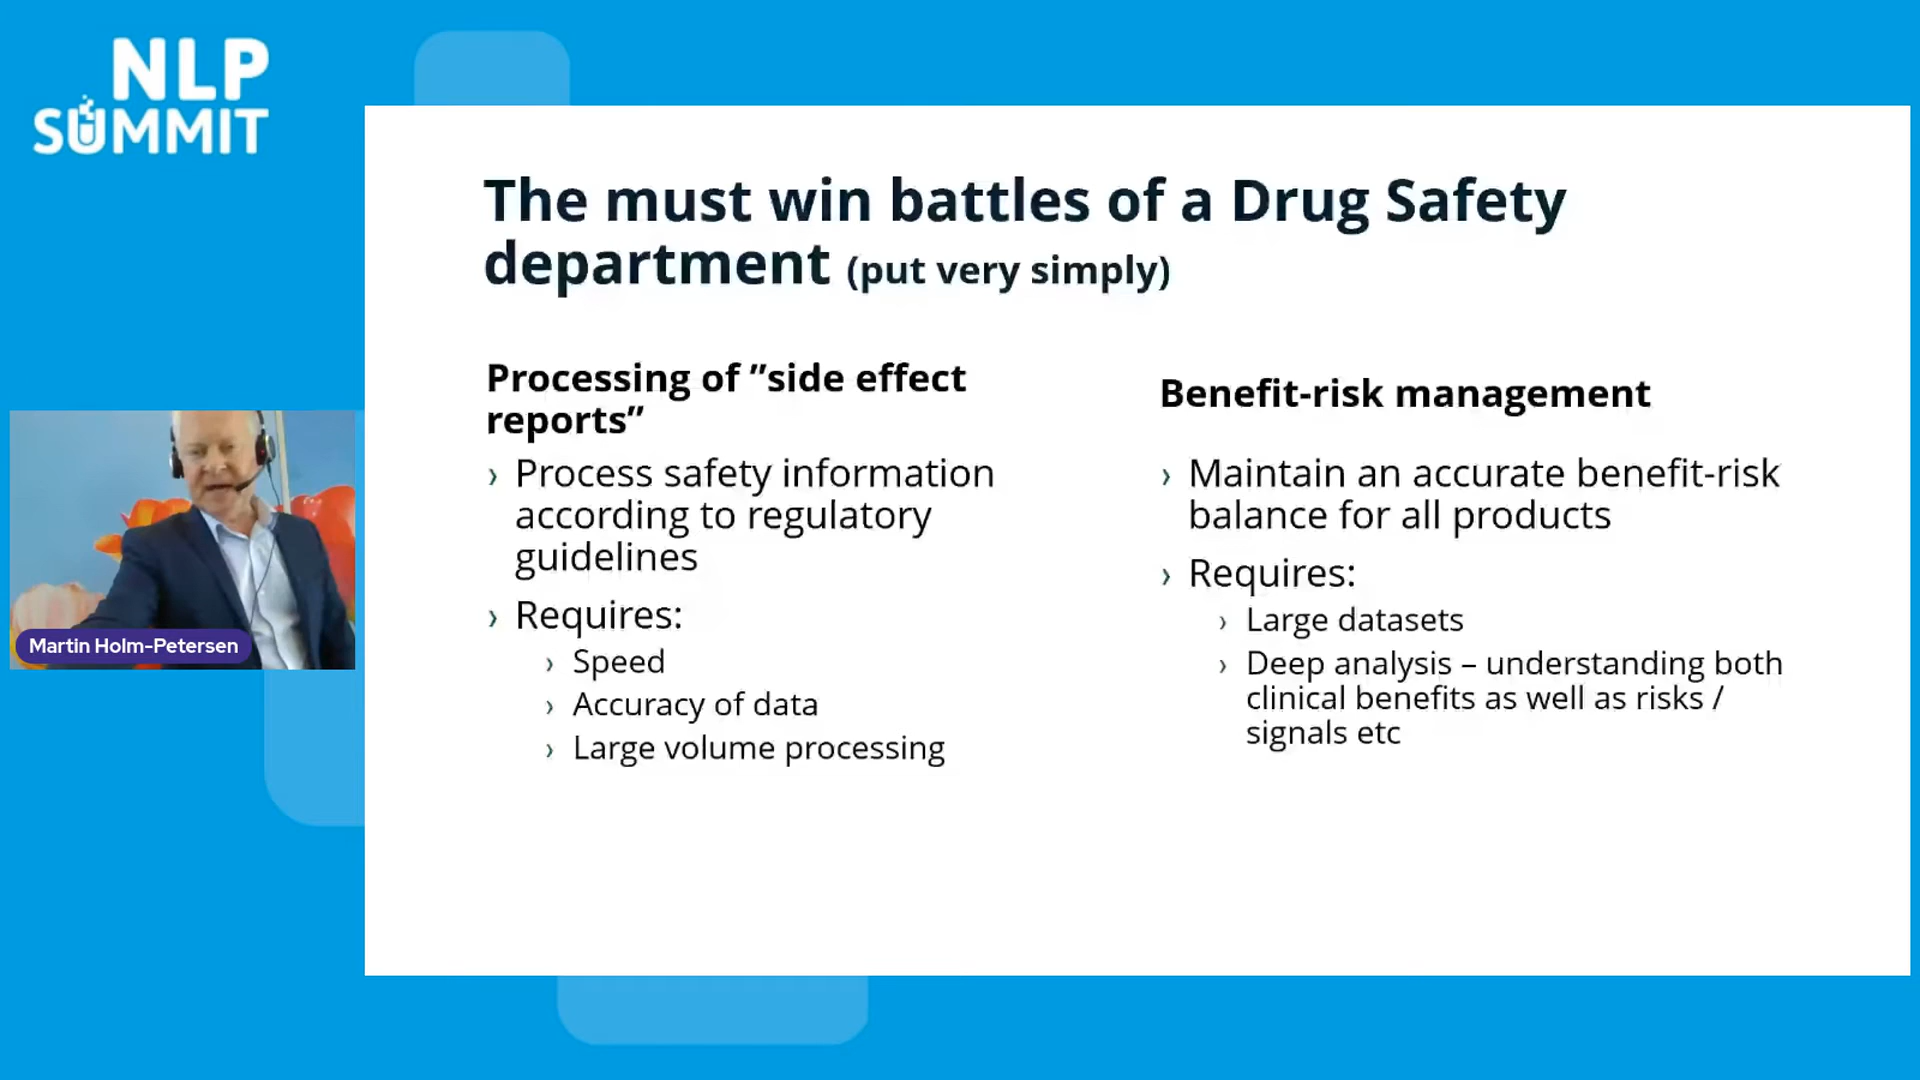 NLP
SUMMIT
The must win battles of a Drug Safety
department (put very simply)
Processing of ”side effect
reports”
› Process safety information
according to regulatory
guidelines
› Requires:
› Speed
› Accuracy of data
› Large volume processing
Benefit-risk management
› Maintain an accurate benefit-risk
balance for all products
› Requires:
› Large datasets
› Deep analysis – understanding both
clinical benefits as well as risks /
signals etc
Martin Holm-Petersen